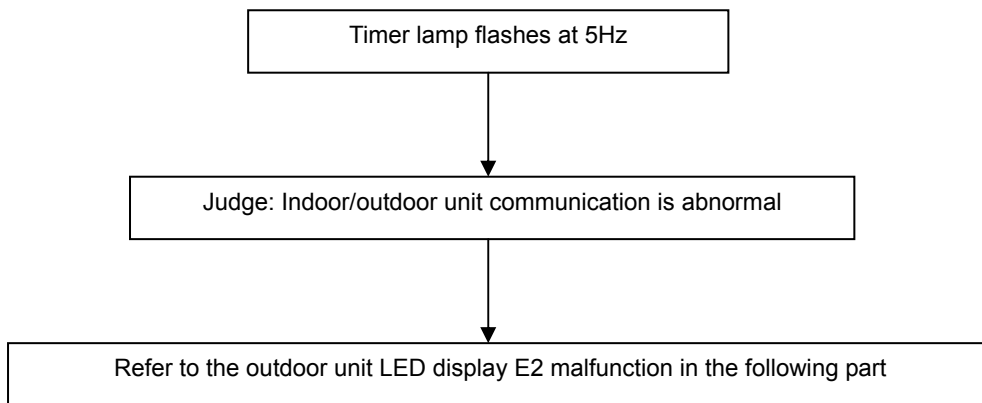 Timer lamp flashes at 5Hz
Judge: Indoor/outdoor unit communication is abnormal
Refer to the outdoor unit LED display E2 malfunction in the following part